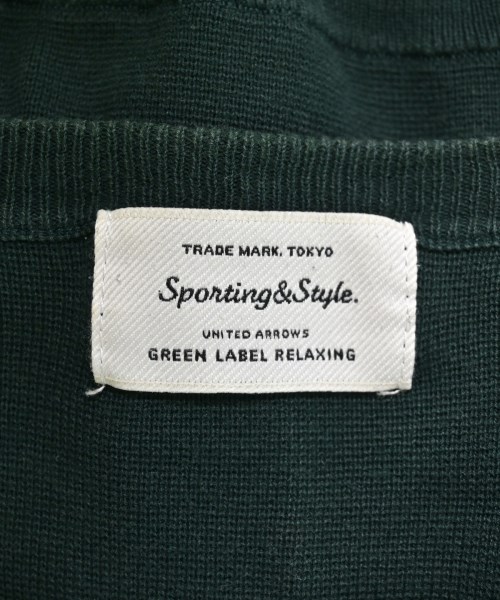 TRADE MARK, TOKYO
Sporting&Style.
UNITED ARROWS
GREEN LABEL RELAXING